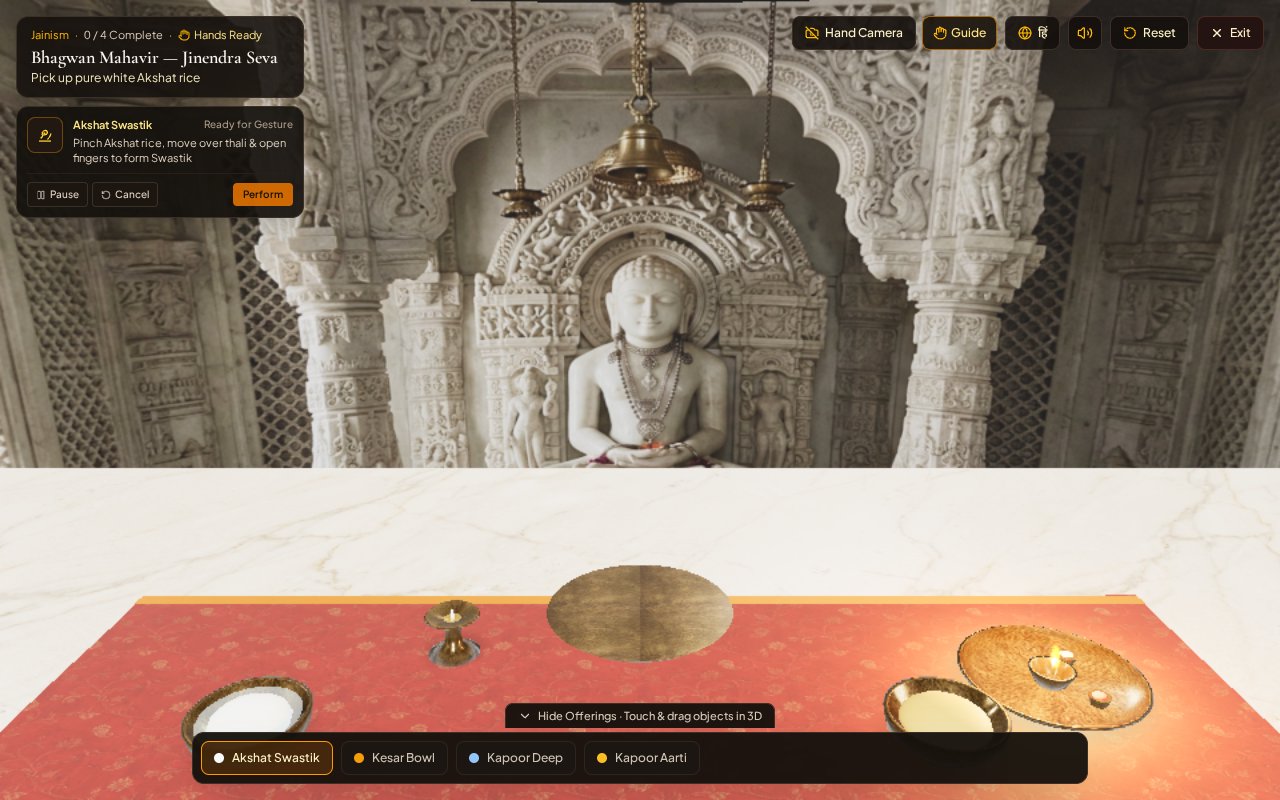 Jainism · 0 / 4 Complete · Hands Ready
Bhagwan Mahavir — Jinendra Seva
Pick up pure white Akshat rice
Akshat Swastik Ready for Gesture
Pinch Akshat rice, move over thali & open
fingers to form Swastik
Pause Cancel Perform
Hand Camera Guide हिं Reset Exit
Hide Offerings · Touch & drag objects in 3D
Akshat Swastik Kesar Bowl Kapoor Deep Kapoor Aarti